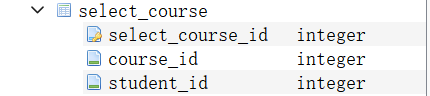 select_course
select_course_id integer
course_id integer
student_id integer